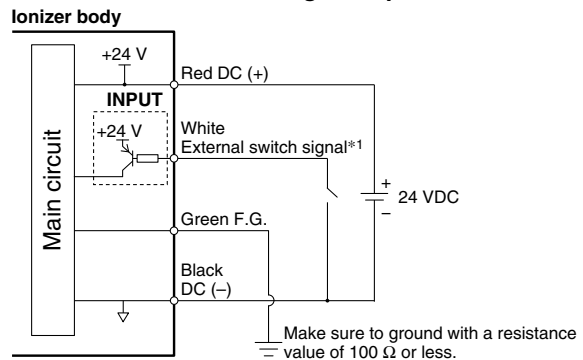 Ionizer body
+24 V
Red DC (+)
INPUT
+24 V
White
External switch signal*1
Main circuit
+
24 VDC
–
Green F.G.
Black
DC (–)
Make sure to ground with a resistance
value of 100 Ω or less.